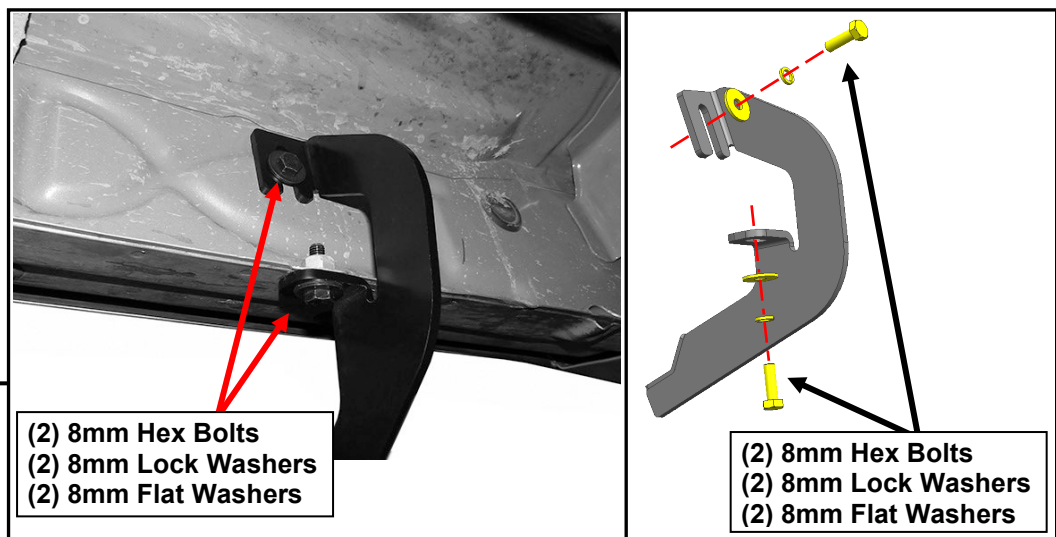 (2) 8mm Hex Bolts
(2) 8mm Lock Washers
(2) 8mm Flat Washers
(2) 8mm Hex Bolts
(2) 8mm Lock Washers
(2) 8mm Flat Washers